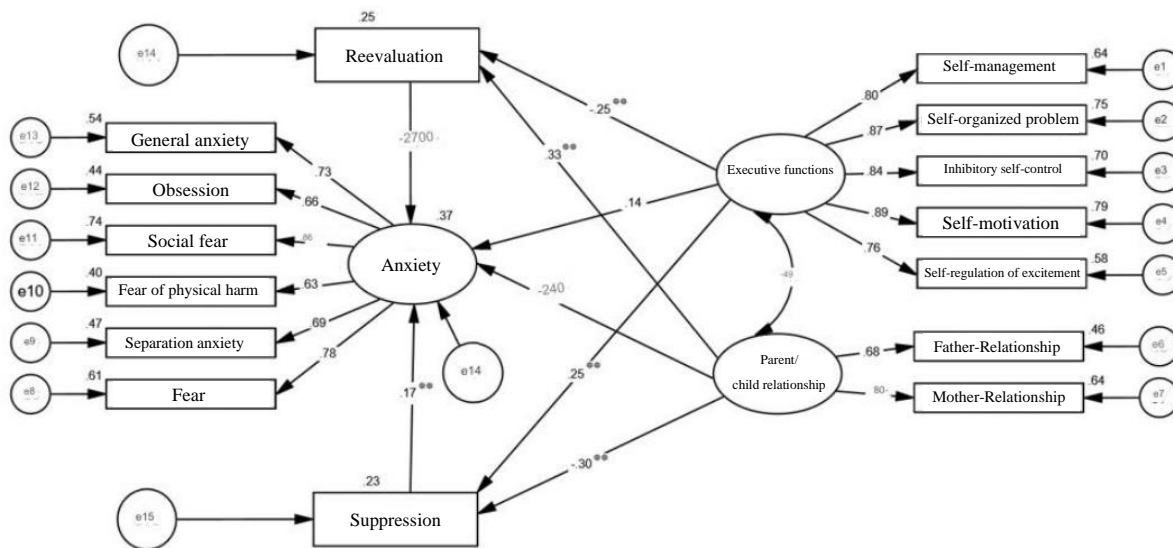 .25
e14
Reevaluation
.64
Self-management
e1
.80
.75
Self-organized problem
e2
.87
.54
e13
General anxiety
-.25**
-2700-
.33**
.73
Executive functions
.84
.70
Inhibitory self-control
e3
.44
e12
Obsession
.66
.89
.79
Self-motivation
e4
.14
.37
.74
e11
Social fear
.86
Anxiety
.76
.58
Self-regulation of excitement
e5
.40
e10
Fear of physical harm
.63
-49
-240
.47
e9
Separation anxiety
.69
.46
Father-Relationship
e6
.68
.78
Parent/
child relationship
e14
.25**
.61
e8
Fear
.17**
80-
.64
Mother-Relationship
e7
-.30**
.23
e15
Suppression